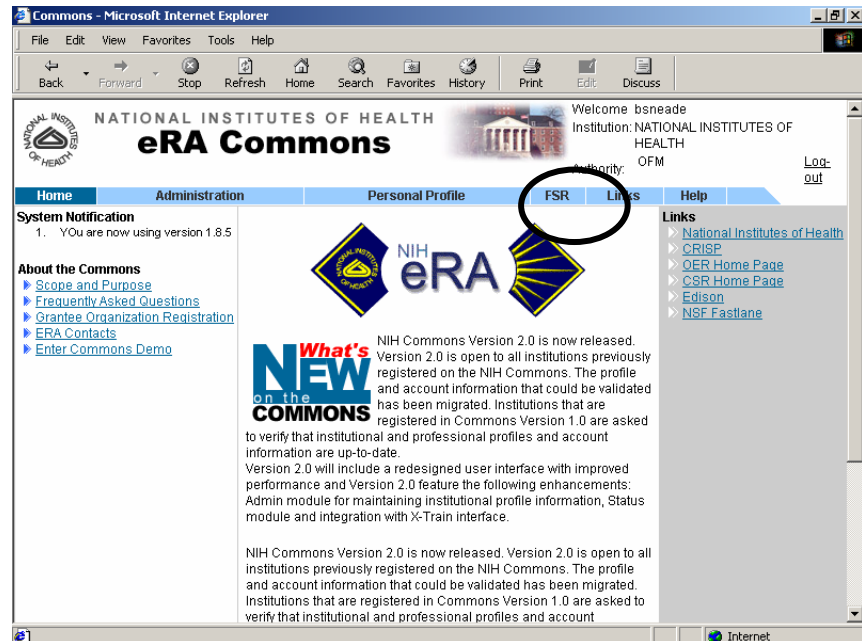 Commons - Microsoft Internet Explorer
File Edit View Favorites Tools Help
Back Forward Stop Refresh Home Search Favorites History Print Edit Discuss
NATIONAL INSTITUTES OF HEALTH
eRA Commons
Welcome bsneade
Institution: NATIONAL INSTITUTES OF
HEALTH
Authority: OFM
Log-
out
Home Administration Personal Profile FSR Links Help
System Notification
1. YOu are now using version 1.8.5
About the Commons
Scope and Purpose
Frequently Asked Questions
Grantee Organization Registration
ERA Contacts
Enter Commons Demo
NIH
eRA
What's
NEW
on the
COMMONS
NIH Commons Version 2.0 is now released.
Version 2.0 is open to all institutions previously
registered on the NIH Commons. The profile
and account information that could be validated
has been migrated. Institutions that are
registered in Commons Version 1.0 are asked
to verify that institutional and professional profiles and account
information are up-to-date.
Version 2.0 will include a redesigned user interface with improved
performance and Version 2.0 feature the following enhancements:
Admin module for maintaining institutional profile information, Status
module and integration with X-Train interface.
NIH Commons Version 2.0 is now released. Version 2.0 is open to all
institutions previously registered on the NIH Commons. The profile
and account information that could be validated has been migrated.
Institutions that are registered in Commons Version 1.0 are asked to
verify that institutional and professional profiles and account
Links
National Institutes of Health
CRISP
OER Home Page
CSR Home Page
Edison
NSF Fastlane
Internet